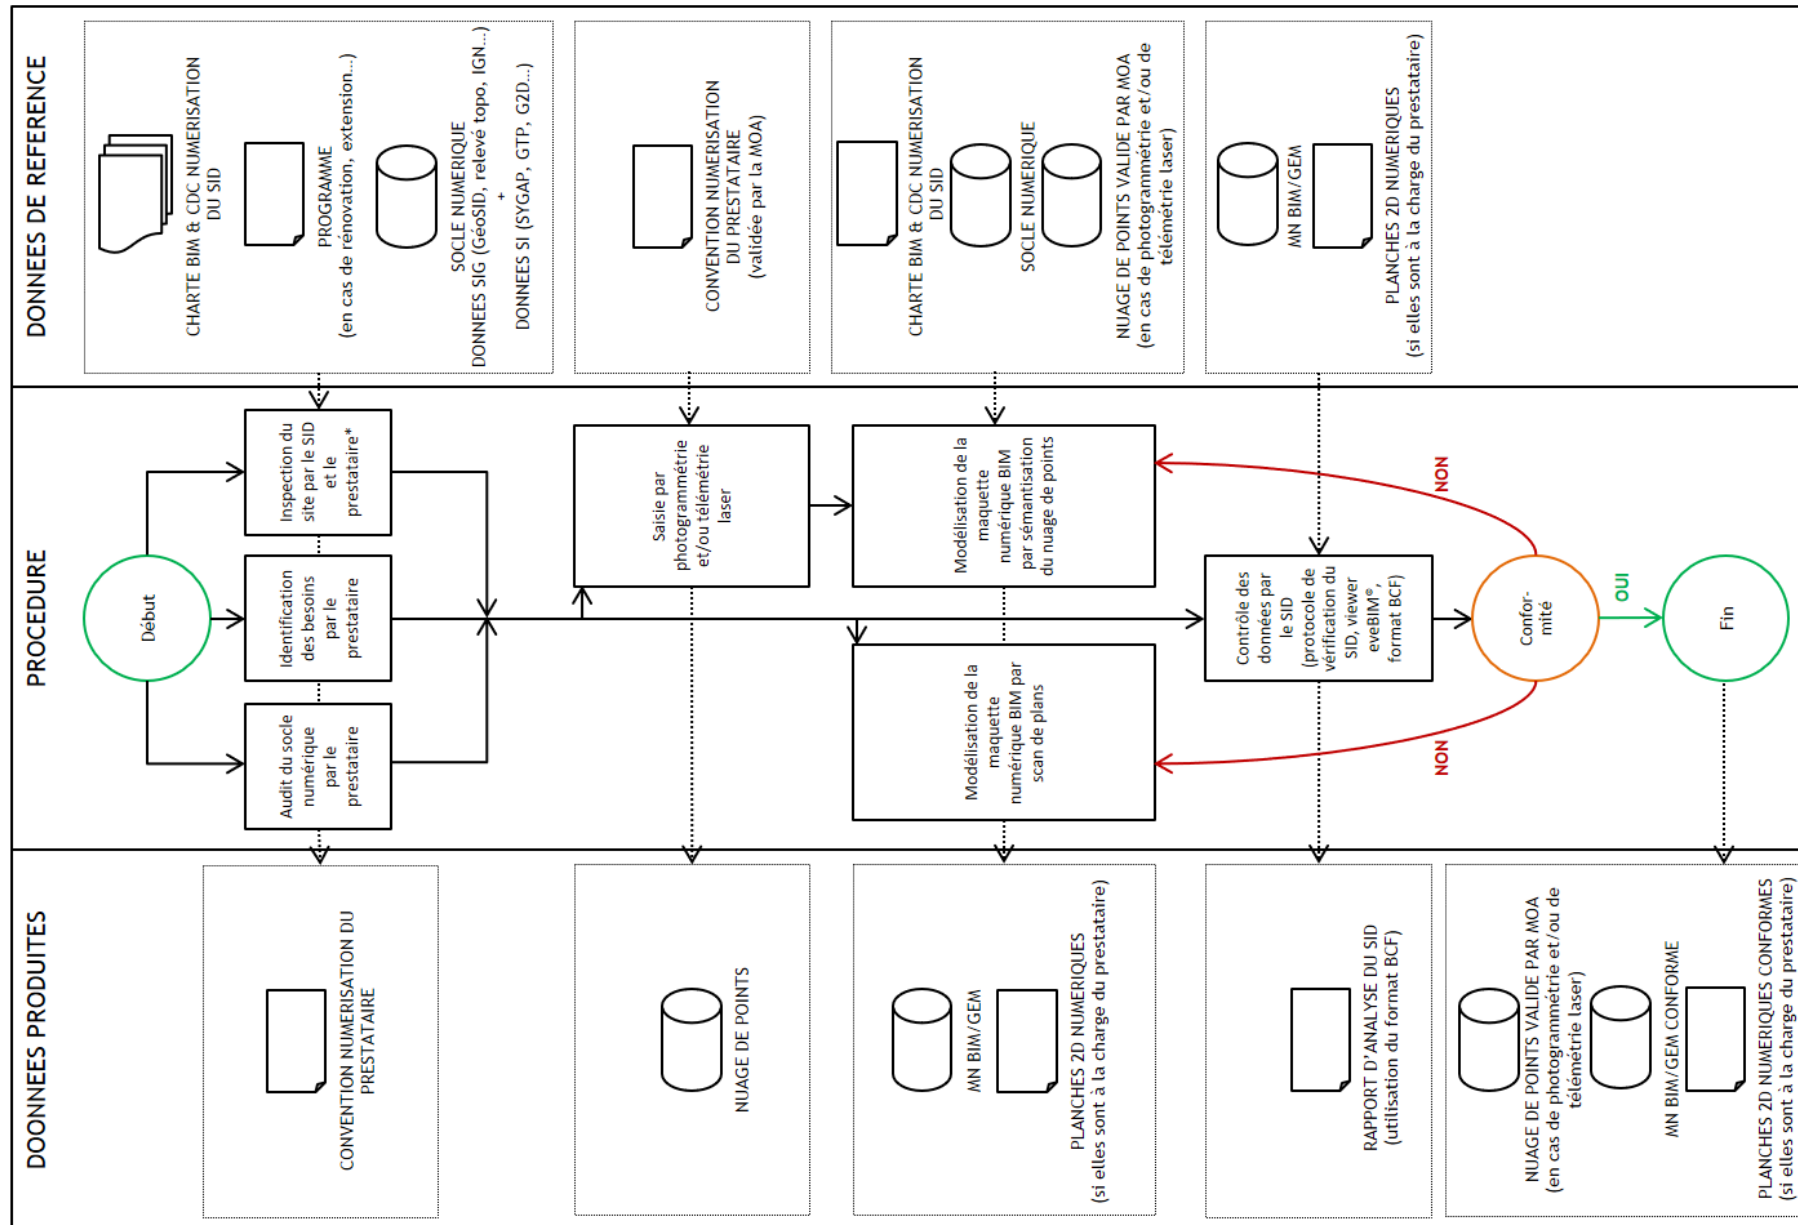 DONNEES DE REFERENCE
CHARTE BIM & CDC NUMERISATION
DU SID
PROGRAMME
(en cas de rénovation, extension...)
SOCLE NUMERIQUE
DONNEES SIG (GéoSID, relevé topo, IGN...)
+
DONNEES SI (SYGAP, GTP, G2D...)
CONVENTION NUMERISATION
DU PRESTATAIRE
(validée par la MOA)
CHARTE BIM & CDC NUMERISATION
DU SID
SOCLE NUMERIQUE
NUAGE DE POINTS VALIDE PAR MOA
(en cas de photogrammétrie et/ou de
télémétrie laser)
MN BIM/GEM
PLANCHES 2D NUMERIQUES
(si elles sont à la charge du prestataire)
PROCEDURE
Début
Inspection du
site par le SID
et le
prestataire*
Identification
des besoins
par le
prestataire
Audit du socle
numérique
par le
prestataire
Saisie par
photogrammétrie
et/ou télémétrie
laser
Modélisation de la
maquette
numérique BIM
par sémantisation
du nuage de points
Modélisation de la
maquette
numérique BIM par
scan de plans
Contrôle des
données par
le SID
(protocole de
vérification du
SID, viewer
eveBIM®,
format BCF)
NON
NON
Confor-
mité
OUI
Fin
DOONNEES PRODUITES
CONVENTION NUMERISATION DU
PRESTATAIRE
NUAGE DE POINTS
MN BIM/GEM
PLANCHES 2D NUMERIQUES
(si elles sont à la charge du prestataire)
RAPPORT D'ANALYSE DU SID
(utilisation du format BCF)
NUAGE DE POINTS VALIDE PAR MOA
(en cas de photogrammétrie et/ou de
télémétrie laser)
MN BIM/GEM CONFORME
PLANCHES 2D NUMERIQUES CONFORMES
(si elles sont à la charge du prestataire)